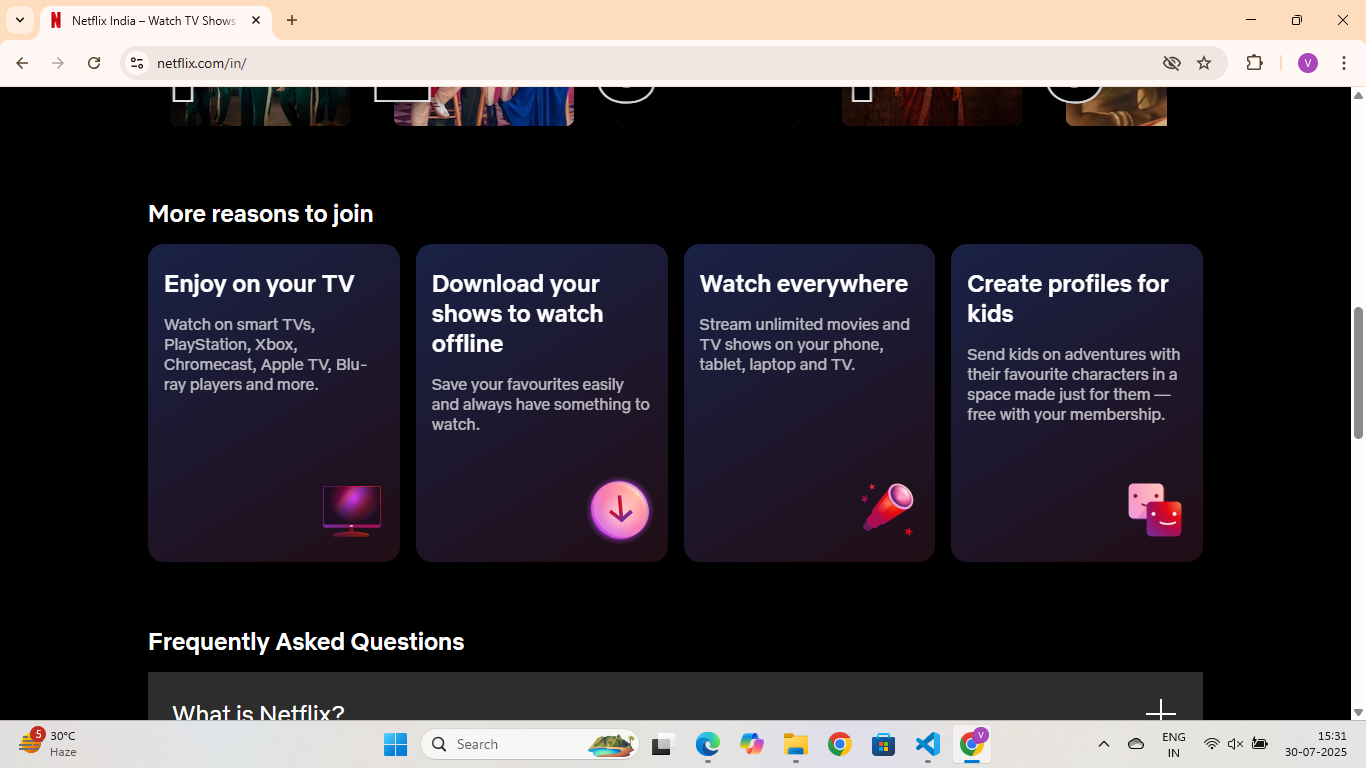 Netflix India – Watch TV Shows
netflix.com/in/
V
More reasons to join
Enjoy on your TV
Watch on smart TVs,
PlayStation, Xbox,
Chromecast, Apple TV, Blu-
ray players and more.
Download your
shows to watch
offline
Save your favourites easily
and always have something to
watch.
Watch everywhere
Stream unlimited movies and
TV shows on your phone,
tablet, laptop and TV.
Create profiles for
kids
Send kids on adventures with
their favourite characters in a
space made just for them —
free with your membership.
Frequently Asked Questions
What is Netflix?
5
30°C
Haze
Search
V
ENG
IN
15:31
30-07-2025